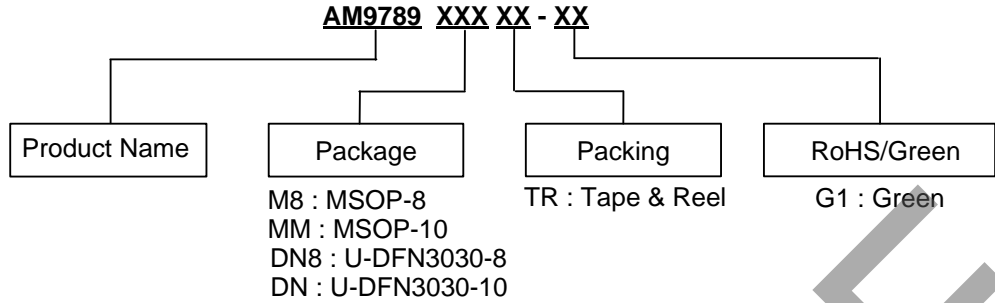 AM9789 XXX XX - XX
Product Name
Package
Packing
RoHS/Green
M8 : MSOP-8
MM : MSOP-10
DN8 : U-DFN3030-8
DN : U-DFN3030-10
TR : Tape & Reel
G1 : Green